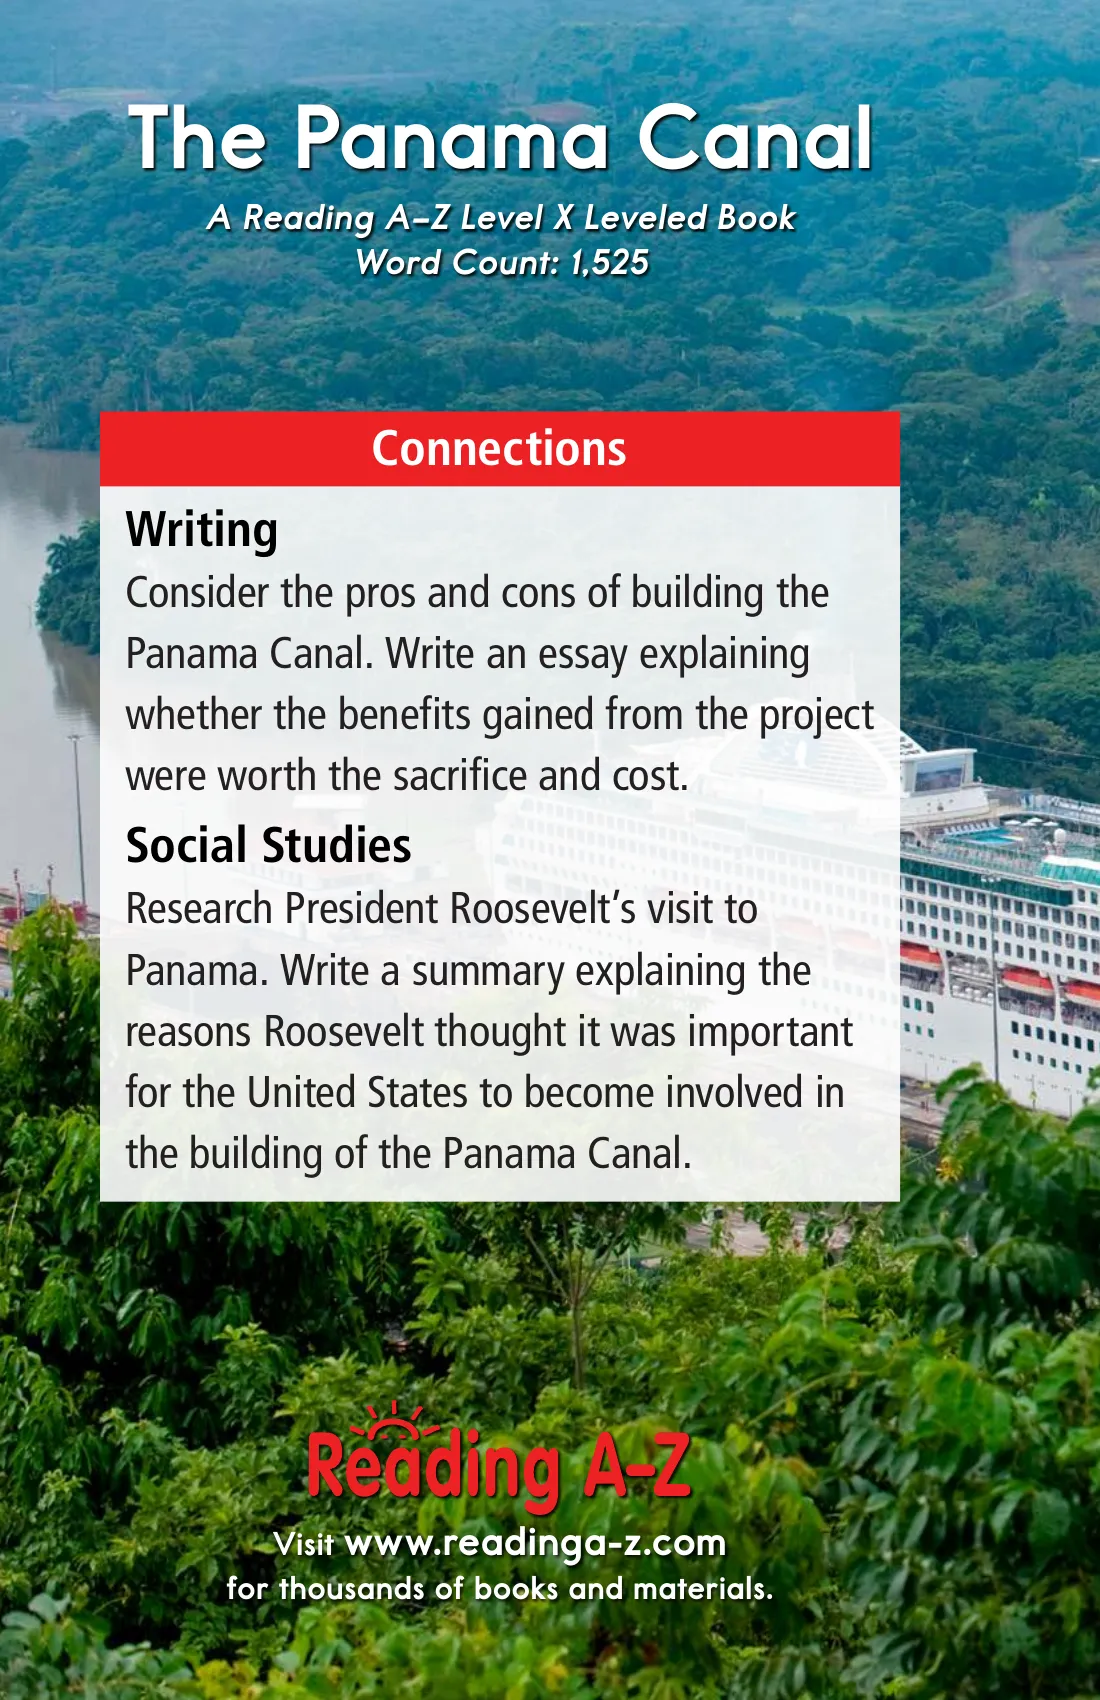 The Panama Canal
A Reading A–Z Level X Leveled Book
Word Count: 1,525
Connections
Writing
Consider the pros and cons of building the
Panama Canal. Write an essay explaining
whether the benefits gained from the project
were worth the sacrifice and cost.
Social Studies
Research President Roosevelt’s visit to
Panama. Write a summary explaining the
reasons Roosevelt thought it was important
for the United States to become involved in
the building of the Panama Canal.
Reading A–Z
Visit www.readinga-z.com
for thousands of books and materials.